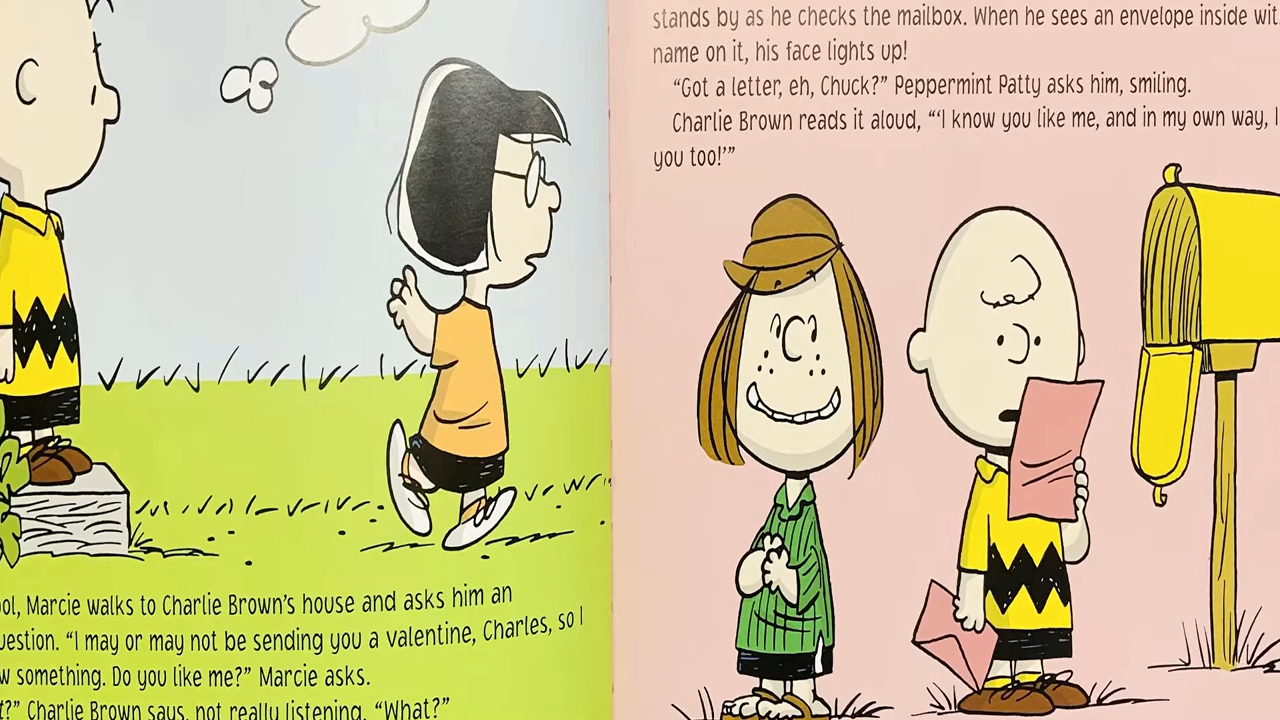 ool, Marcie walks to Charlie Brown's house and asks him an
uestion. "I may or may not be sending you a valentine, Charles, so I
w something. Do you like me?" Marcie asks.
t?" Charlie Brown says, not really listening. "What?"
stands by as he checks the mailbox. When he sees an envelope inside wit
name on it, his face lights up!
"Got a letter, eh, Chuck?" Peppermint Patty asks him, smiling.
Charlie Brown reads it aloud, "'I know you like me, and in my own way, I
you too!'"